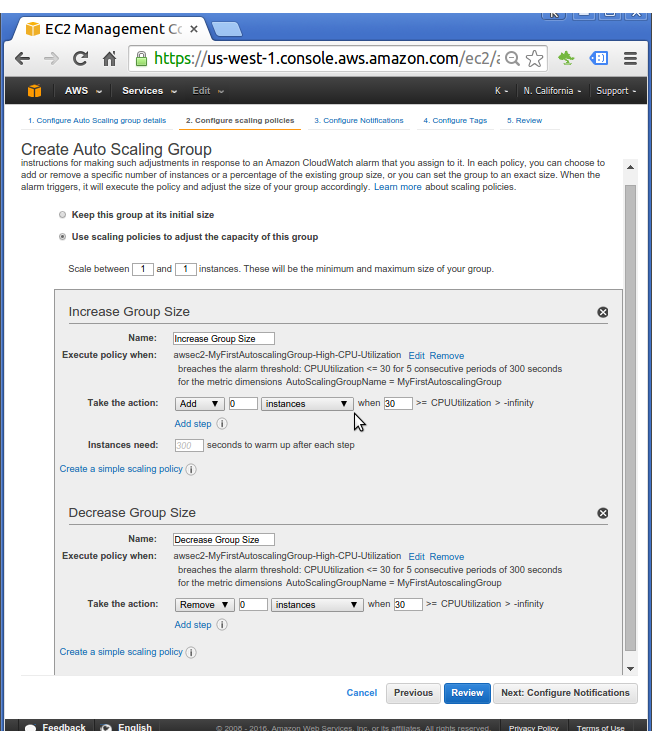 EC2 Management Co ×
https://us-west-1.console.aws.amazon.com/ec2/
AWS Services Edit K N. California Support
1. Configure Auto Scaling group details 2. Configure scaling policies 3. Configure Notifications 4. Configure Tags 5. Review
Create Auto Scaling Group
instructions for making such adjustments in response to an Amazon CloudWatch alarm that you assign to it. In each policy, you can choose to
add or remove a specific number of instances or a percentage of the existing group size, or you can set the group to an exact size. When the
alarm triggers, it will execute the policy and adjust the size of your group accordingly. Learn more about scaling policies.
Keep this group at its initial size
Use scaling policies to adjust the capacity of this group
Scale between 1 and 1 instances. These will be the minimum and maximum size of your group.
Increase Group Size
Name: Increase Group Size
Execute policy when: awsec2-MyFirstAutoscalingGroup-High-CPU-Utilization Edit Remove
breaches the alarm threshold: CPUUtilization <= 30 for 5 consecutive periods of 300 seconds
for the metric dimensions AutoScalingGroupName = MyFirstAutoscalingGroup
Take the action: Add 0 instances when 30 >= CPUUtilization > -infinity
Add step i
Instances need: 300 seconds to warm up after each step
Create a simple scaling policy i
Decrease Group Size
Name: Decrease Group Size
Execute policy when: awsec2-MyFirstAutoscalingGroup-High-CPU-Utilization Edit Remove
breaches the alarm threshold: CPUUtilization <= 30 for 5 consecutive periods of 300 seconds
for the metric dimensions AutoScalingGroupName = MyFirstAutoscalingGroup
Take the action: Remove 0 instances when 30 >= CPUUtilization > -infinity
Add step i
Create a simple scaling policy i
Cancel Previous Review Next: Configure Notifications
Feedback English © 2006 - 2016, Amazon Web Services, Inc. or its affiliates. All rights reserved. Privacy Policy Terms of Use